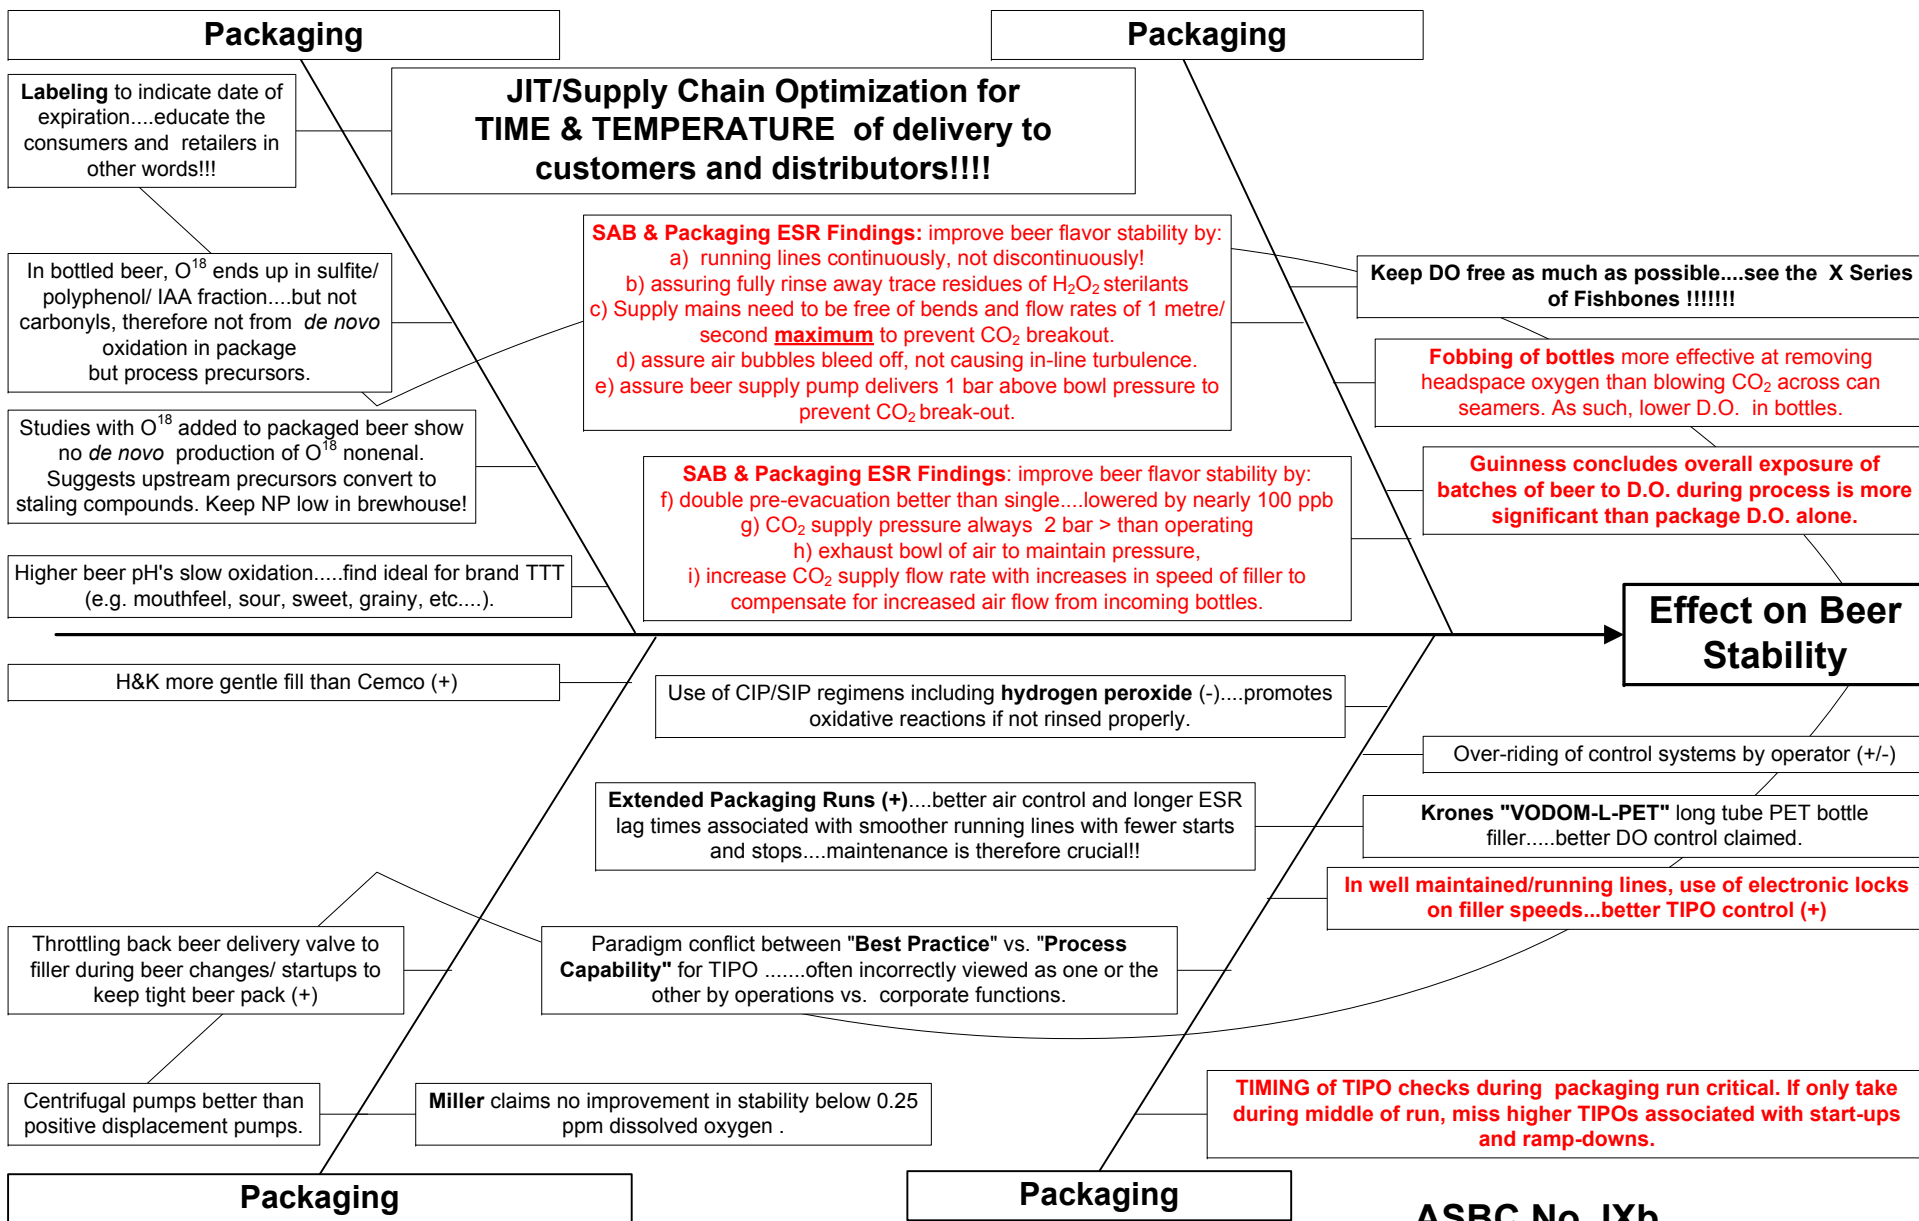 Packaging
Packaging
Labeling to indicate date of
expiration....educate the
consumers and retailers in
other words!!!
JIT/Supply Chain Optimization for
TIME & TEMPERATURE of delivery to
customers and distributors!!!!
SAB & Packaging ESR Findings: improve beer flavor stability by:
a) running lines continuously, not discontinuously!
b) assuring fully rinse away trace residues of H2O2 sterilants
c) Supply mains need to be free of bends and flow rates of 1 metre/
second maximum to prevent CO2 breakout.
d) assure air bubbles bleed off, not causing in-line turbulence.
e) assure beer supply pump delivers 1 bar above bowl pressure to
prevent CO2 break-out.
In bottled beer, O18 ends up in sulfite/
polyphenol/ IAA fraction....but not
carbonyls, therefore not from de novo
oxidation in package
but process precursors.
Keep DO free as much as possible....see the X Series
of Fishbones !!!!!!!
Fobbing of bottles more effective at removing
headspace oxygen than blowing CO2 across can
seamers. As such, lower D.O. in bottles.
Studies with O18 added to packaged beer show
no de novo production of O18 nonenal.
Suggests upstream precursors convert to
staling compounds. Keep NP low in brewhouse!
SAB & Packaging ESR Findings: improve beer flavor stability by:
f) double pre-evacuation better than single....lowered by nearly 100 ppb
g) CO2 supply pressure always 2 bar > than operating
h) exhaust bowl of air to maintain pressure,
i) increase CO2 supply flow rate with increases in speed of filler to
compensate for increased air flow from incoming bottles.
Guinness concludes overall exposure of
batches of beer to D.O. during process is more
significant than package D.O. alone.
Higher beer pH's slow oxidation.....find ideal for brand TTT
(e.g. mouthfeel, sour, sweet, grainy, etc....).
Effect on Beer
Stability
H&K more gentle fill than Cemco (+)
Use of CIP/SIP regimens including hydrogen peroxide (-)....promotes
oxidative reactions if not rinsed properly.
Over-riding of control systems by operator (+/-)
Extended Packaging Runs (+)....better air control and longer ESR
lag times associated with smoother running lines with fewer starts
and stops....maintenance is therefore crucial!!
Krones "VODOM-L-PET" long tube PET bottle
filler.....better DO control claimed.
In well maintained/running lines, use of electronic locks
on filler speeds...better TIPO control (+)
Throttling back beer delivery valve to
filler during beer changes/ startups to
keep tight beer pack (+)
Paradigm conflict between "Best Practice" vs. "Process
Capability" for TIPO .......often incorrectly viewed as one or the
other by operations vs. corporate functions.
Centrifugal pumps better than
positive displacement pumps.
Miller claims no improvement in stability below 0.25
ppm dissolved oxygen .
TIMING of TIPO checks during packaging run critical. If only take
during middle of run, miss higher TIPOs associated with start-ups
and ramp-downs.
Packaging
Packaging
ASBC No. IXb